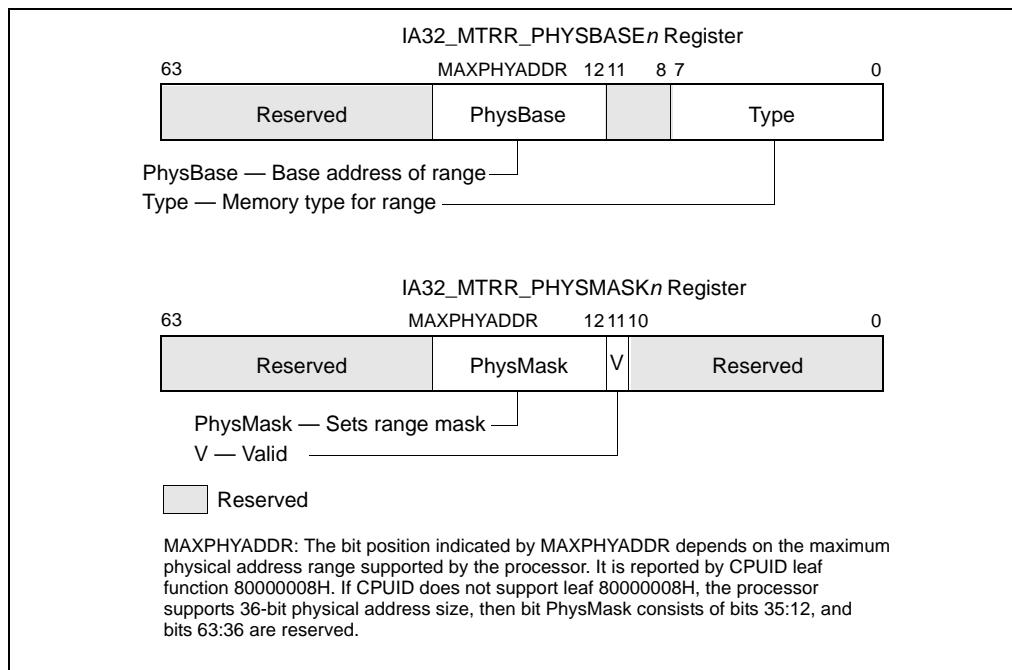 IA32_MTRR_PHYSBASEn Register
63 MAXPHYADDR 12 11 8 7 0
Reserved PhysBase Type
PhysBase — Base address of range
Type — Memory type for range
IA32_MTRR_PHYSMASKn Register
63 MAXPHYADDR 12 11 10 0
Reserved PhysMask V Reserved
PhysMask — Sets range mask
V — Valid
Reserved
MAXPHYADDR: The bit position indicated by MAXPHYADDR depends on the maximum
physical address range supported by the processor. It is reported by CPUID leaf
function 80000008H. If CPUID does not support leaf 80000008H, the processor
supports 36-bit physical address size, then bit PhysMask consists of bits 35:12, and
bits 63:36 are reserved.